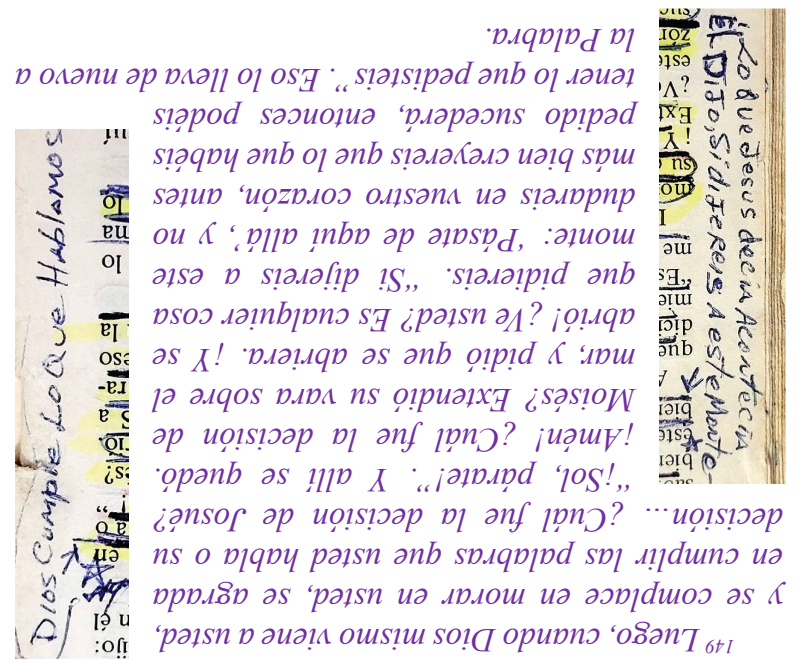 149 Luego, cuando Dios mismo viene a usted,
y se complace en morar en usted, se agrada
en cumplir las palabras que usted habla o su
decisión… ¿Cuál fue la decisión de Josué?
“¡Sol, párate!”. Y allí se quedó.
¡Amén! ¿Cuál fue la decisión de
Moisés? Extendió su vara sobre el
mar, y pidió que se abriera. ¡Y se
abrió! ¿Ve usted? Es cualquier cosa
que pidiereis. “Si dijereis a este
monte: ‘Pásate de aquí allá’, y no
dudareis en vuestro corazón, antes
más bien creyereis que lo que habéis
pedido sucederá, entonces podéis
tener lo que pedisteis”. Eso lo lleva de nuevo a
la Palabra.
Dios Cumple Lo Que Hablamos
¡Lo Que Jesus decia Acontecia
ÉL DIJO, Si diJeReis A este Monte-